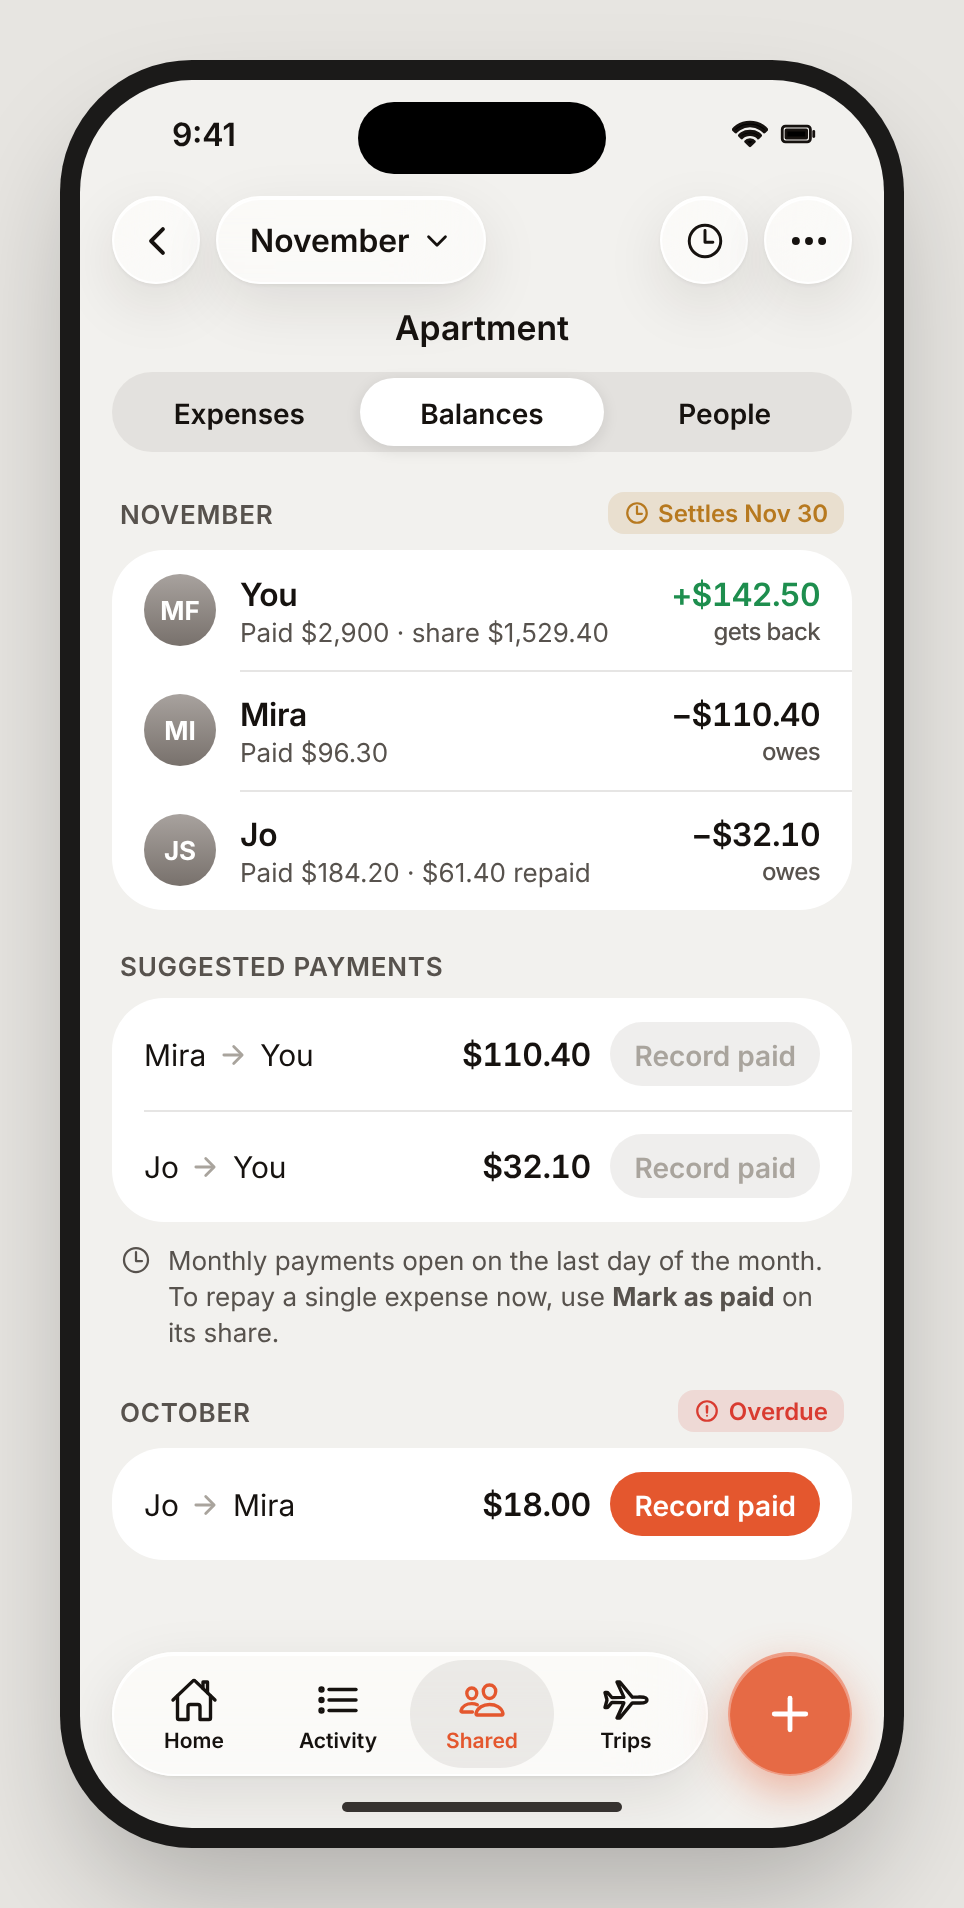 9:41
November
Apartment
Expenses
Balances
People
NOVEMBER
Settles Nov 30
MF
You
+$142.50
Paid $2,900 · share $1,529.40
gets back
MI
Mira
−$110.40
Paid $96.30
owes
JS
Jo
−$32.10
Paid $184.20 · $61.40 repaid
owes
SUGGESTED PAYMENTS
Mira → You
$110.40
Record paid
Jo → You
$32.10
Record paid
Monthly payments open on the last day of the month.
To repay a single expense now, use Mark as paid on
its share.
OCTOBER
Overdue
Jo → Mira
$18.00
Record paid
Home
Activity
Shared
Trips